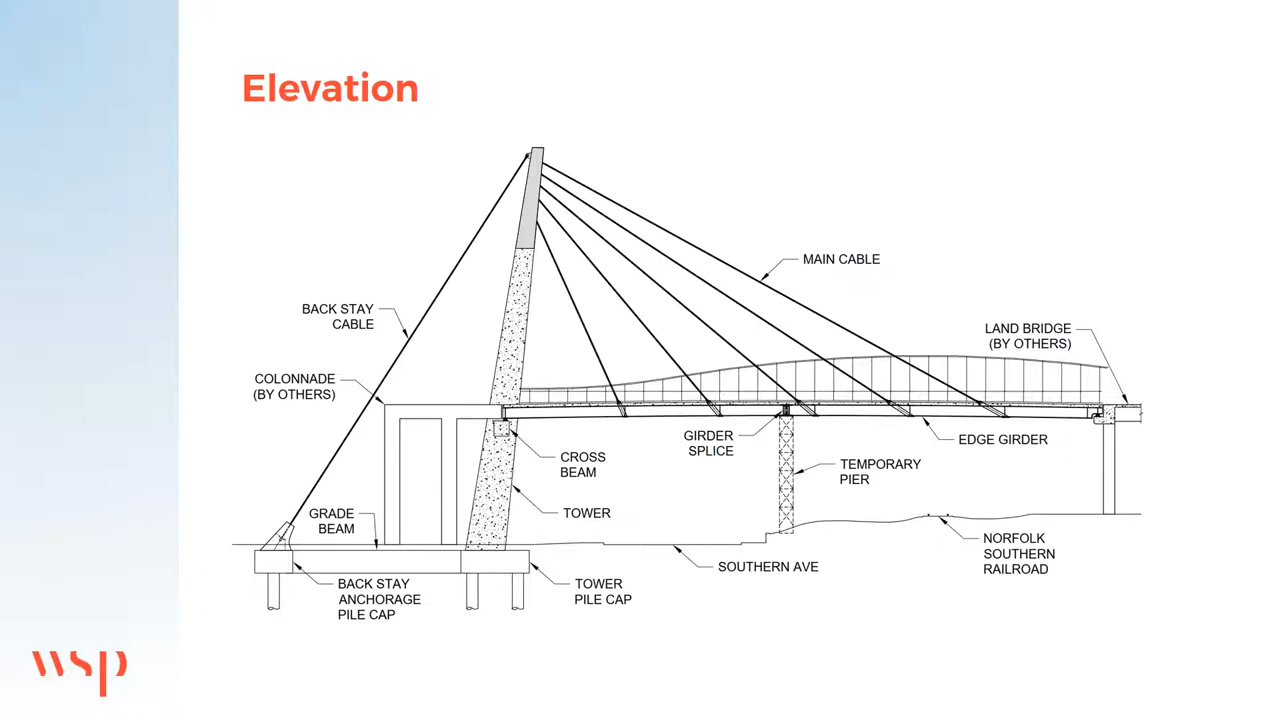 Elevation
MAIN CABLE
BACK STAY
CABLE
LAND BRIDGE
(BY OTHERS)
COLONNADE
(BY OTHERS)
GIRDER
SPLICE
EDGE GIRDER
CROSS
BEAM
TEMPORARY
PIER
GRADE
BEAM
TOWER
NORFOLK
SOUTHERN
RAILROAD
SOUTHERN AVE
BACK STAY
ANCHORAGE
PILE CAP
TOWER
PILE CAP
wsp